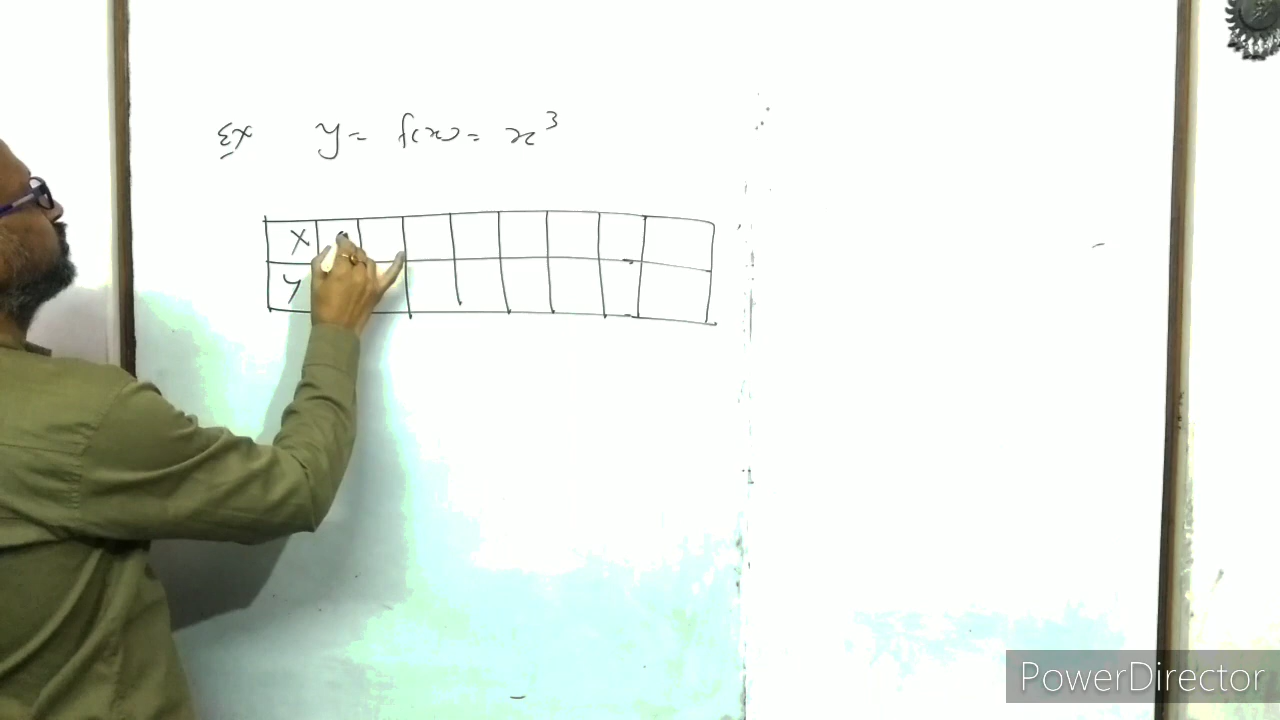 Ex y = f(x) = x³
X
Y
PowerDirector